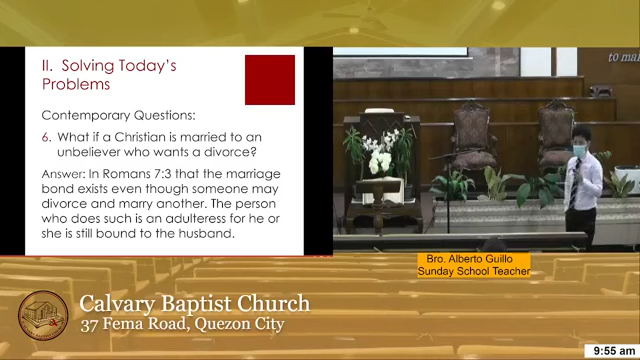 II. Solving Today's
Problems
Contemporary Questions:
6. What if a Christian is married to an
unbeliever who wants a divorce?
Answer: In Romans 7:3 that the marriage
bond exists even though someone may
divorce and marry another. The person
who does such is an adulteress for he or
she is still bound to the husband.
to mak
Bro. Alberto Guillo
Sunday School Teacher
Calvary Baptist Church
37 Fema Road, Quezon City
9:55 am